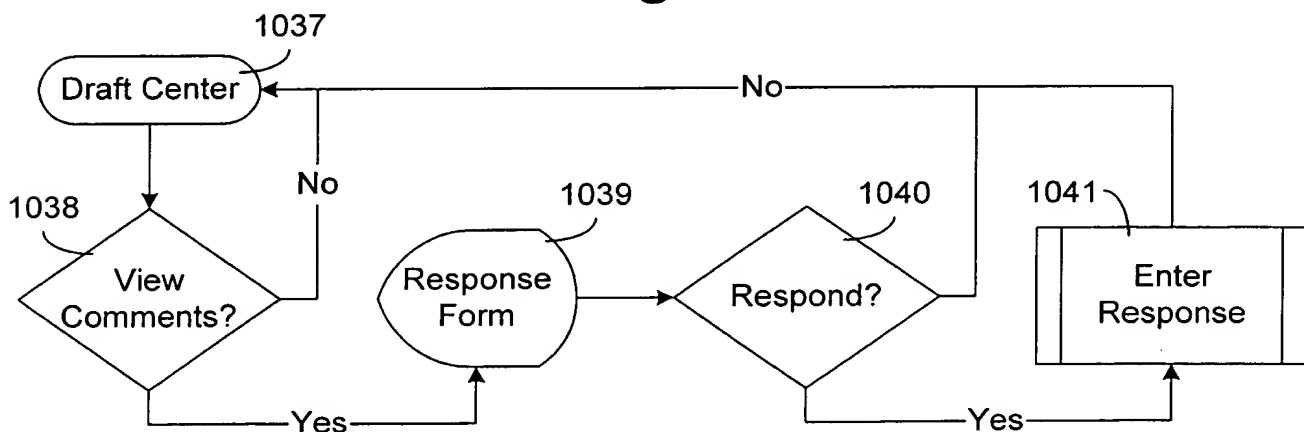 1037
Draft Center
No
No
1038
1039
1040
1041
View
Comments?
Response
Form
Respond?
Enter
Response
Yes
Yes